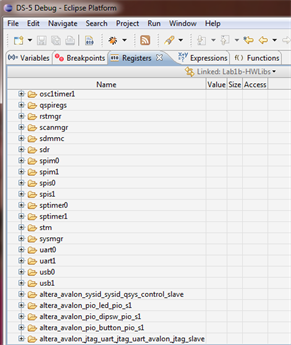 DS-5 Debug - Eclipse Platform
File Edit Navigate Search Project Run Window Help
Variables Breakpoints Registers Expressions Functions
Linked: Lab1b-HWLibs
Name Value Size Access
osc1timer1
qspiregs
rstmgr
scanmgr
sdmmc
sdr
spim0
spim1
spis0
spis1
sptimer0
sptimer1
stm
sysmgr
uart0
uart1
usb0
usb1
altera_avalon_sysid_sysid_qsys_control_slave
altera_avalon_pio_led_pio_s1
altera_avalon_pio_dipsw_pio_s1
altera_avalon_pio_button_pio_s1
altera_avalon_jtag_uart_jtag_uart_avalon_jtag_slave